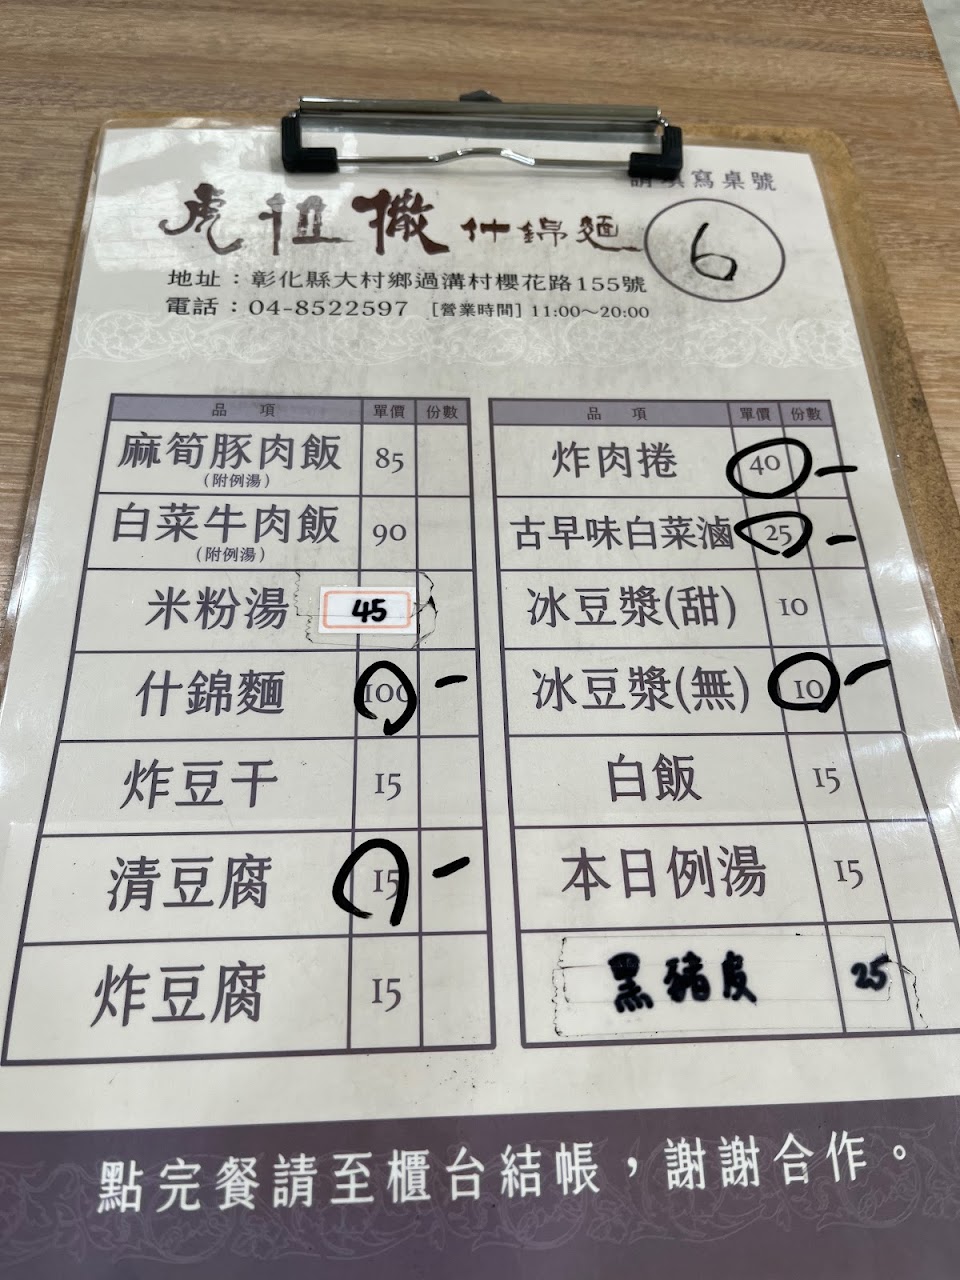 請填寫桌號
虎扭撒什錦麵
6
地址：彰化縣大村鄉過溝村櫻花路155號
電話：04-8522597 [營業時間] 11:00～20:00
品項 單價 份數
麻筍豚肉飯 85
(附例湯)
白菜牛肉飯 90
(附例湯)
米粉湯 45
什錦麵 100 -
炸豆干 15
清豆腐 15 -
炸豆腐 15
品項 單價 份數
炸肉捲 40 -
古早味白菜滷 25 -
冰豆漿(甜) 10
冰豆漿(無) 10 -
白飯 15
本日例湯 15
黑豬皮 25
點完餐請至櫃台結帳，謝謝合作。